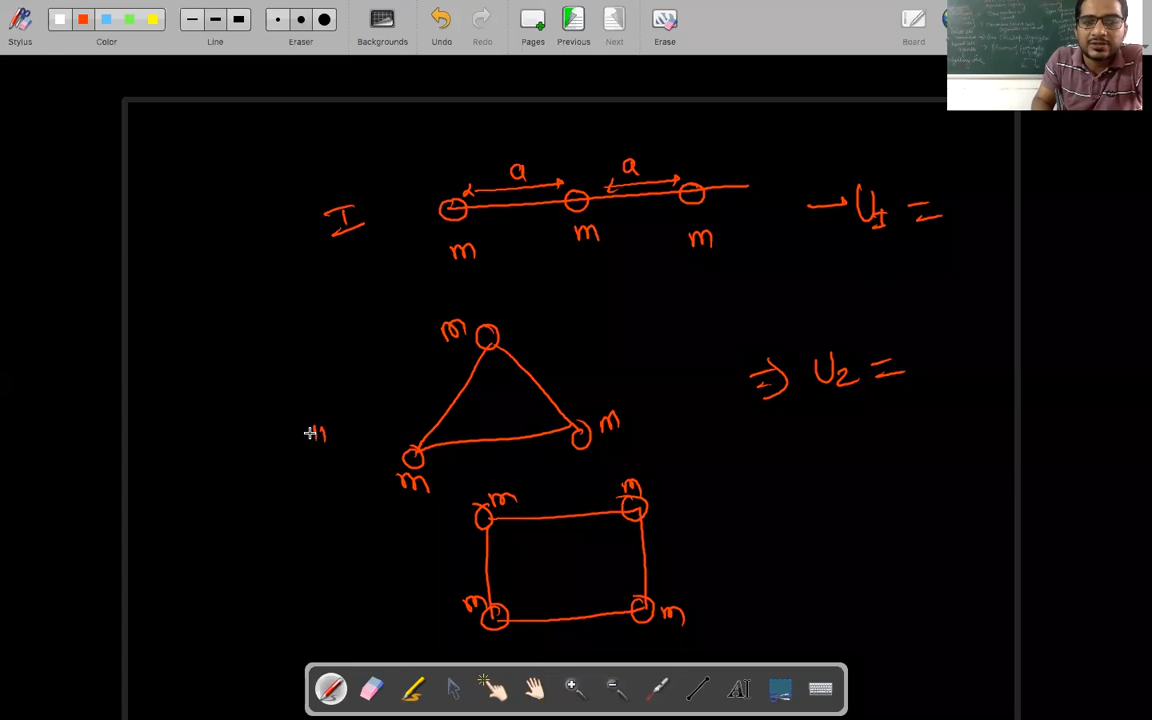 Stylus Color Line Eraser Backgrounds Undo Redo Pages Previous Next Erase Board
a a
I m m m → U₁ =
m
m ⇒ U₂ =
m
m m
m m